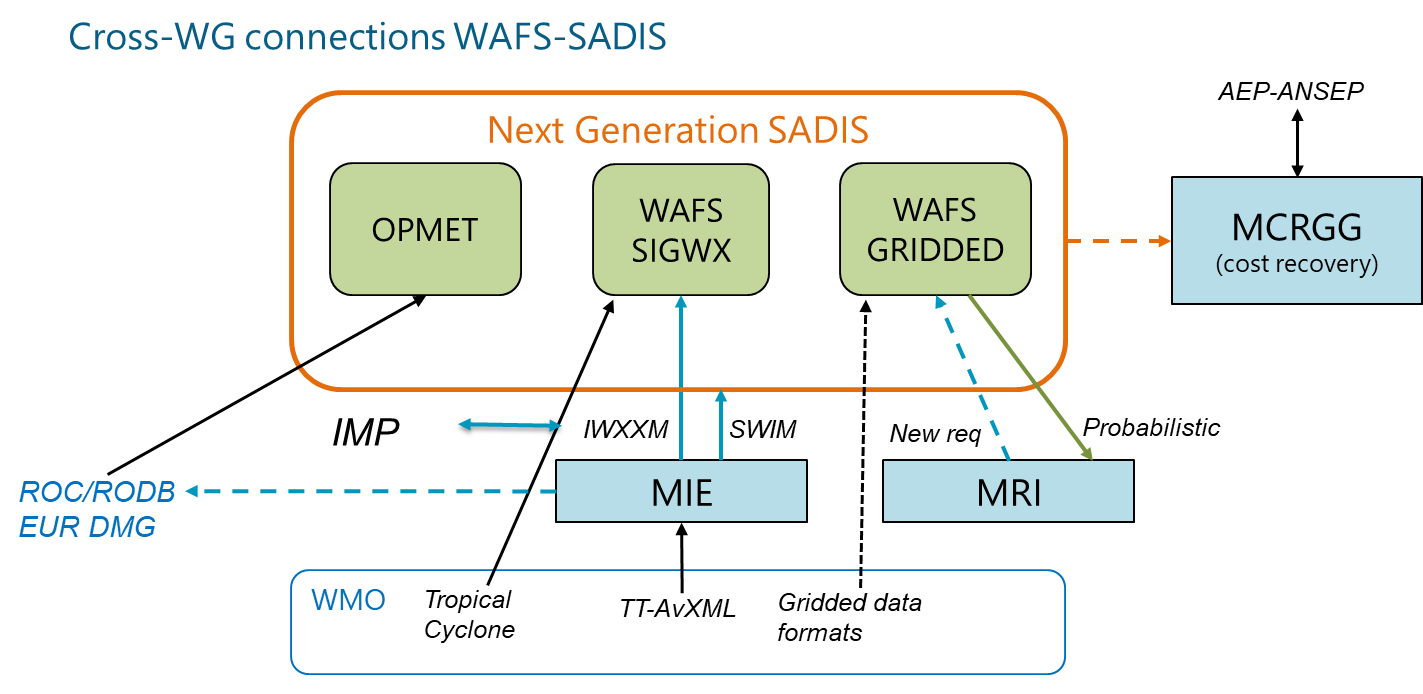 Cross-WG connections WAFS-SADIS
AEP-ANSEP
Next Generation SADIS
OPMET
WAFS
SIGWX
WAFS
GRIDDED
MCRGG
(cost recovery)
IMP
IWXXM
SWIM
New req
Probabilistic
ROC/RODB
EUR DMG
MIE
MRI
WMO
Tropical
Cyclone
TT-AvXML
Gridded data
formats